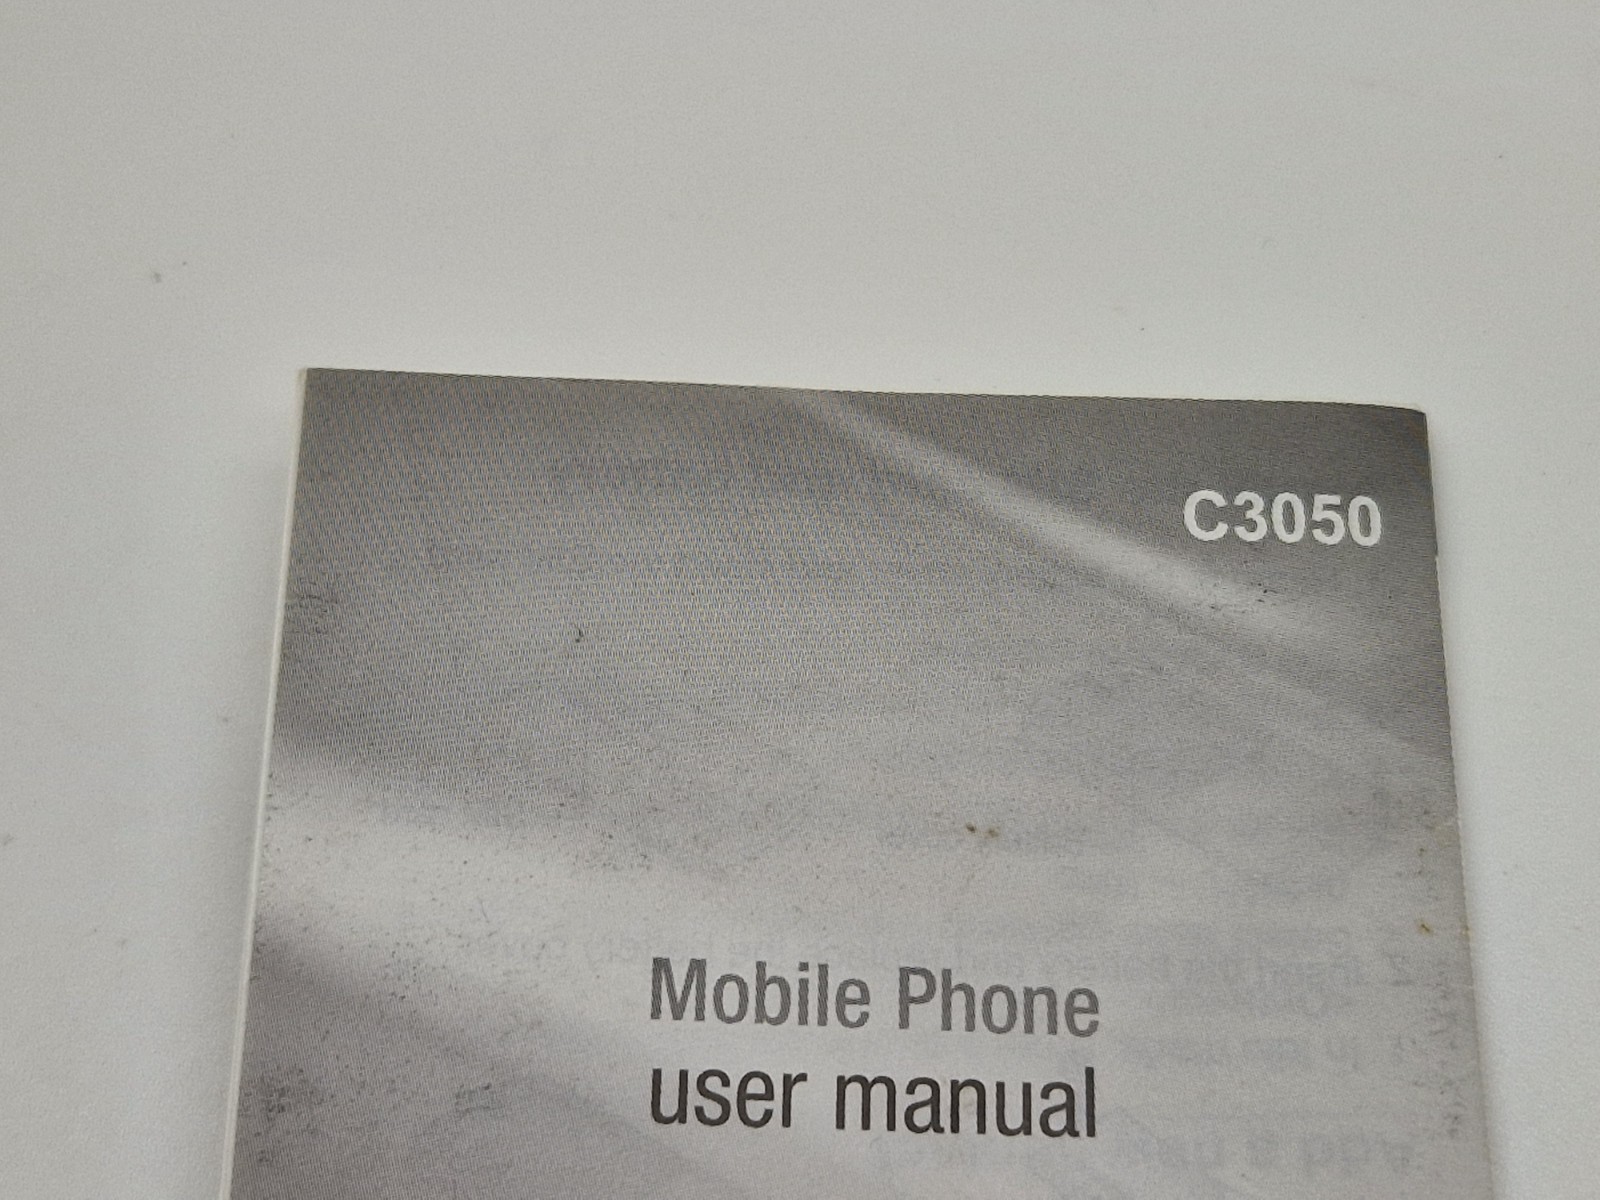 C3050
Mobile Phone
user manual